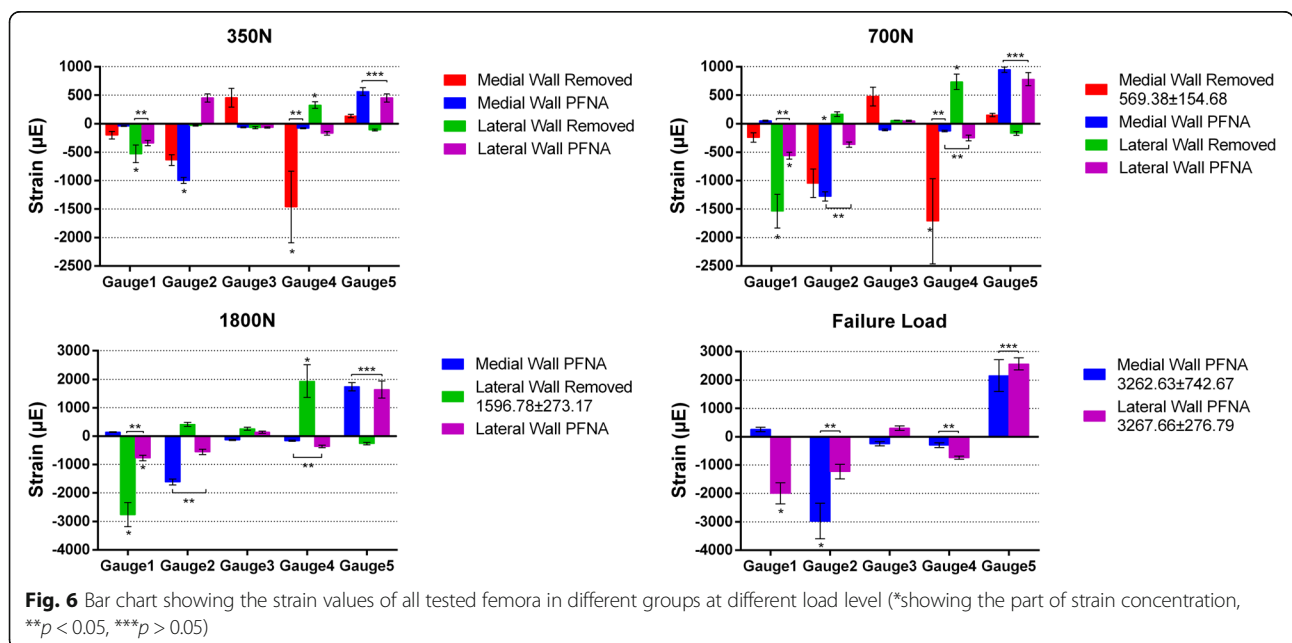 350N
1000
500
0
-500
-1000
-1500
-2000
-2500
Strain (µE)
**
*
*
**
*
*
***
Gauge1 Gauge2 Gauge3 Gauge4 Gauge5
Medial Wall Removed
Medial Wall PFNA
Lateral Wall Removed
Lateral Wall PFNA
700N
1000
500
0
-500
-1000
-1500
-2000
-2500
Strain (µE)
**
*
*
*
**
*
**
*
**
***
Gauge1 Gauge2 Gauge3 Gauge4 Gauge5
Medial Wall Removed
569.38±154.68
Medial Wall PFNA
Lateral Wall Removed
Lateral Wall PFNA
1800N
3000
2000
1000
0
-1000
-2000
-3000
-4000
Strain (µE)
**
*
*
**
*
**
***
Gauge1 Gauge2 Gauge3 Gauge4 Gauge5
Medial Wall PFNA
Lateral Wall Removed
1596.78±273.17
Lateral Wall PFNA
Failure Load
3000
2000
1000
0
-1000
-2000
-3000
-4000
Strain (µE)
*
**
*
**
***
Gauge1 Gauge2 Gauge3 Gauge4 Gauge5
Medial Wall PFNA
3262.63±742.67
Lateral Wall PFNA
3267.66±276.79
Fig. 6 Bar chart showing the strain values of all tested femora in different groups at different load level (*showing the part of strain concentration,
**p < 0.05, ***p > 0.05)